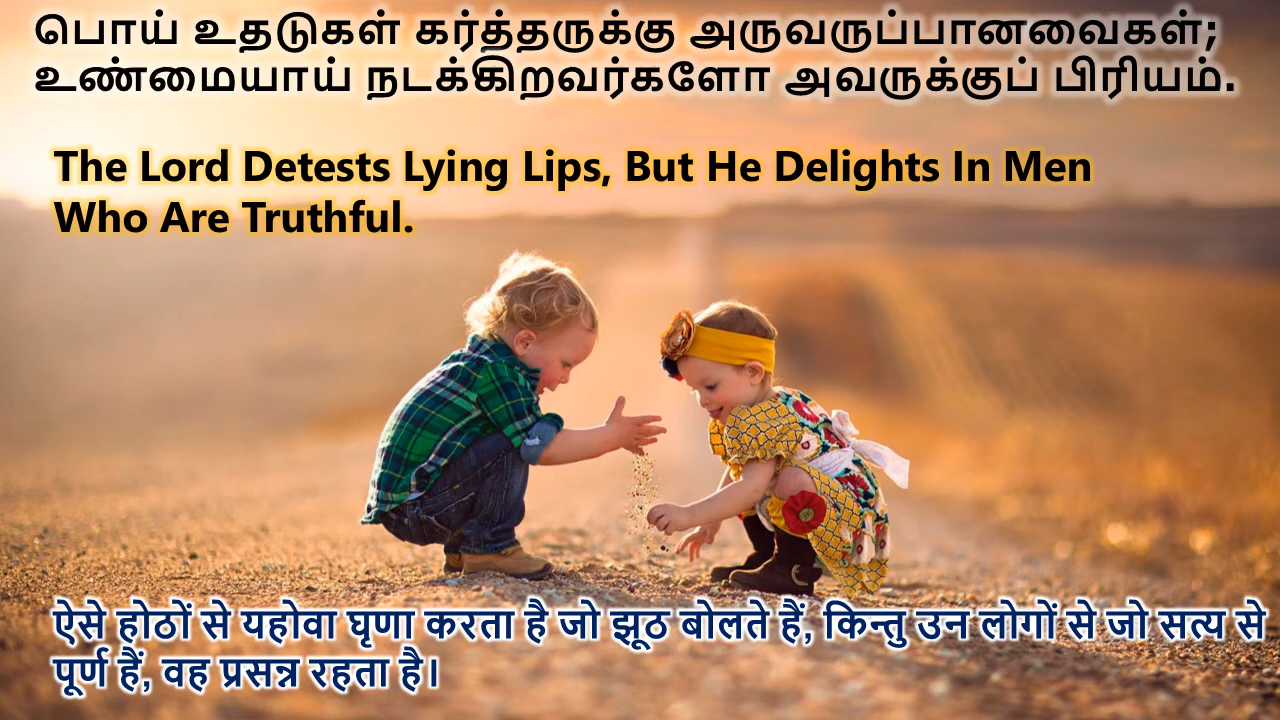 பொய் உதடுகள் கர்த்தருக்கு அருவருப்பானவைகள்;
உண்மையாய் நடக்கிறவர்களோ அவருக்குப் பிரியம்.
The Lord Detests Lying Lips, But He Delights In Men
Who Are Truthful.
ऐसे होठों से यहोवा घृणा करता है जो झूठ बोलते हैं, किन्तु उन लोगों से जो सत्य से
पूर्ण हैं, वह प्रसन्न रहता है।